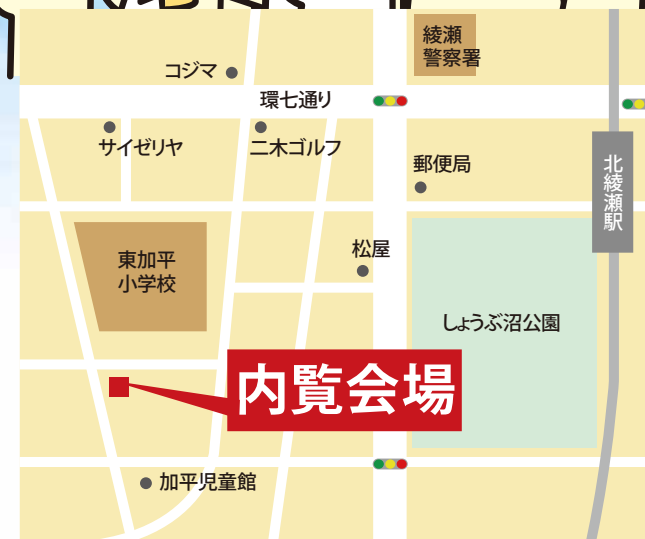 綾瀬
警察署
コジマ
環七通り
サイゼリヤ
二木ゴルフ
郵便局
北綾瀬駅
東加平
小学校
松屋
しょうぶ沼公園
内覧会場
加平児童館